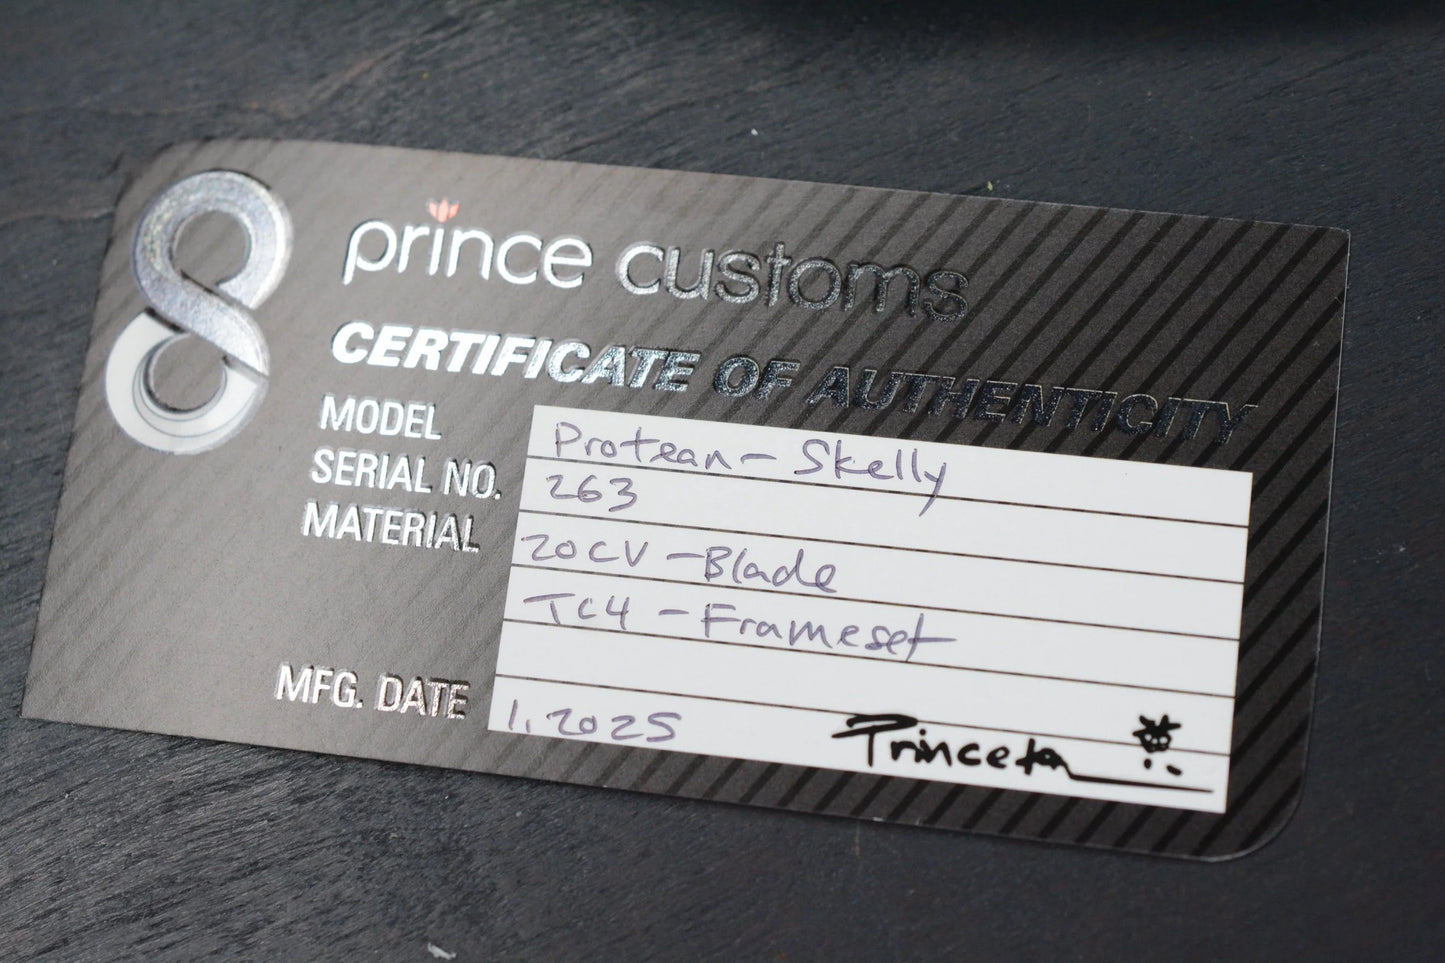 prince customs
CERTIFICATE OF AUTHENTICITY
MODEL Protean - Skelly
SERIAL NO. 263
MATERIAL 20CV - Blade
TC4 - Frameset
MFG. DATE 1.2025
Princeton